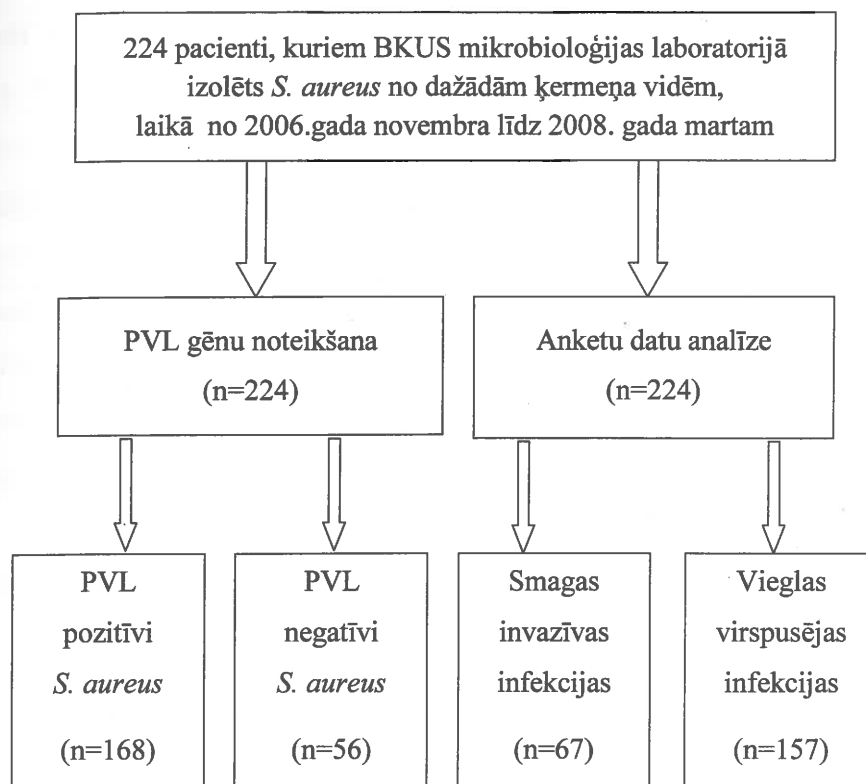 224 pacienti, kuriem BKUS mikrobioloģijas laboratorijā
izolēts S. aureus no dažādām ķermeņa vidēm,
laikā no 2006.gada novembra līdz 2008. gada martam
PVL gēnu noteikšana
(n=224)
Anketu datu analīze
(n=224)
PVL
pozitīvi
S. aureus
(n=168)
PVL
negatīvi
S. aureus
(n=56)
Smagas
invazīvas
infekcijas
(n=67)
Vieglas
virspusējas
infekcijas
(n=157)